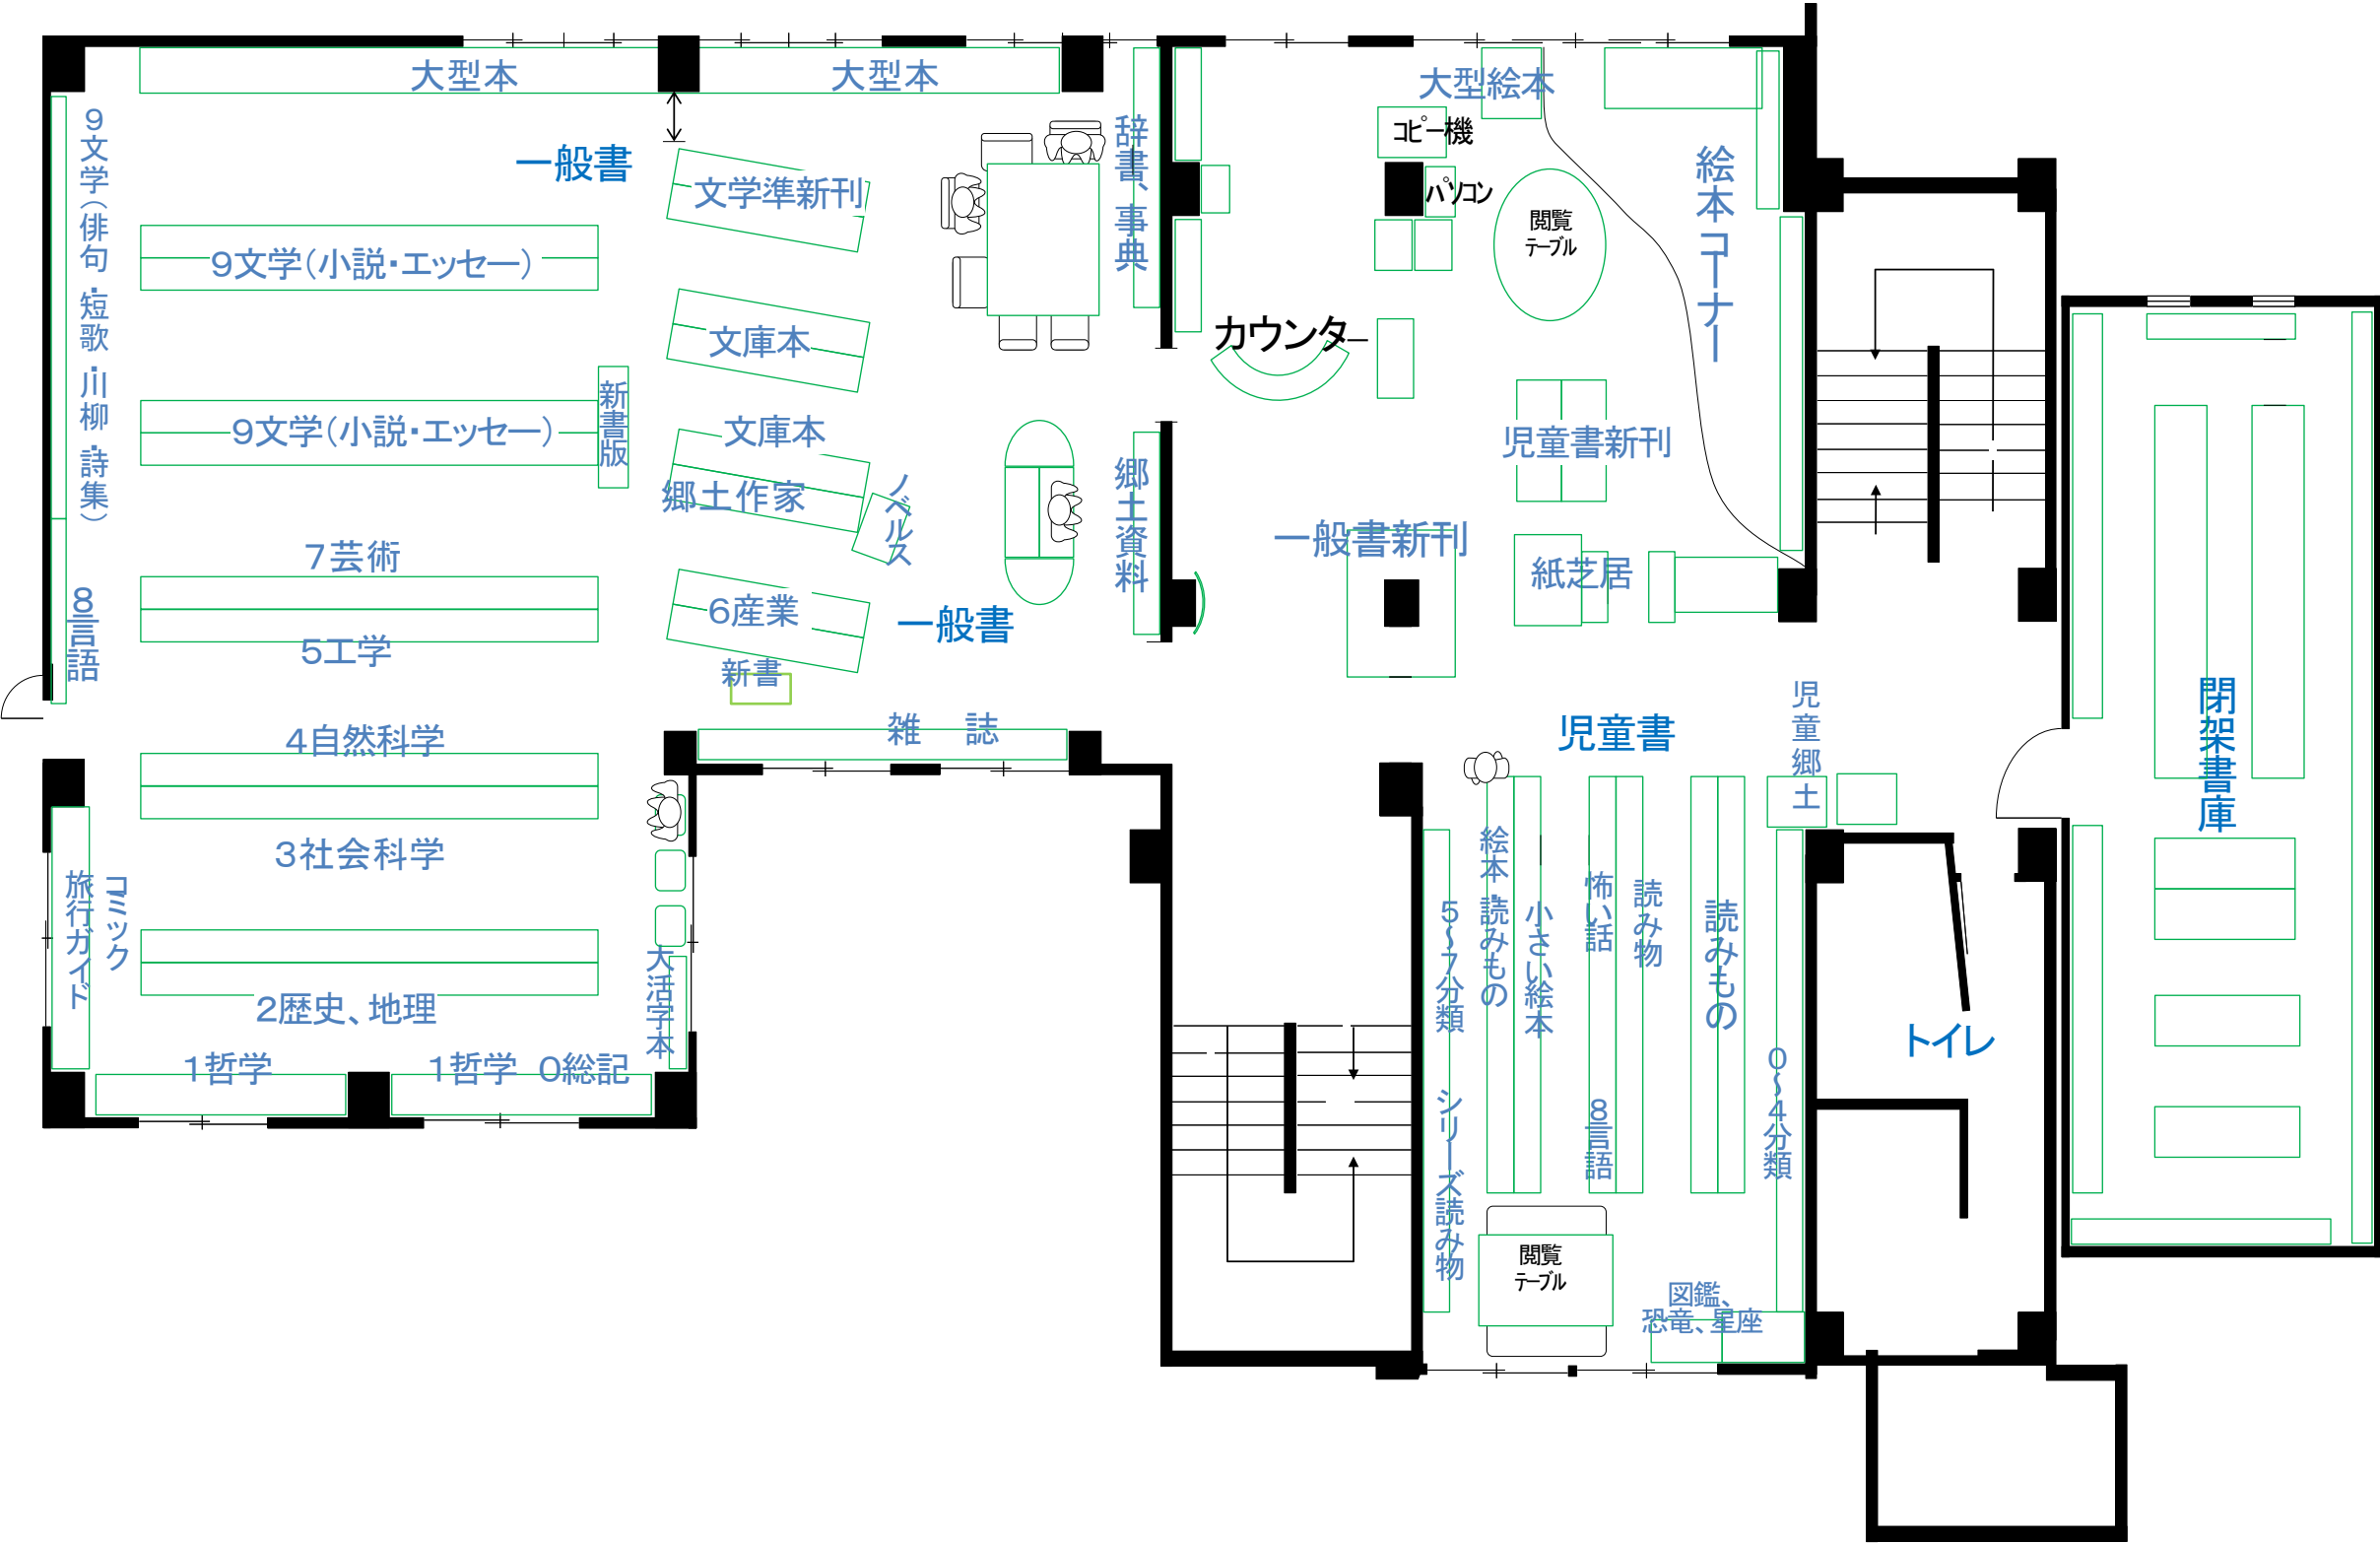 大型本
大型本
9文学（俳句・短歌・川柳・詩集）
8言語
一般書
文学準新刊
9文学（小説・エッセー）
文庫本
9文学（小説・エッセー）
新書版
文庫本
郷土作家
ノベルス
7芸術
5工学
6産業
新書
一般書
4自然科学
3社会科学
雑　誌
旅行ガイド
コミック
2歴史、地理
大活字本
1哲学
1哲学　0総記
辞書、事典
郷土資料
大型絵本
コピー機
パソコン
閲覧
テーブル
絵本コーナー
カウンター
児童書新刊
一般書新刊
紙芝居
児童書
児童郷土
絵本・読みもの
小さい絵本
怖い話
読み物
読みもの
5～7分類
シリーズ読み物
8言語
0～4分類
閲覧
テーブル
図鑑、
恐竜、星座
トイレ
閉架書庫